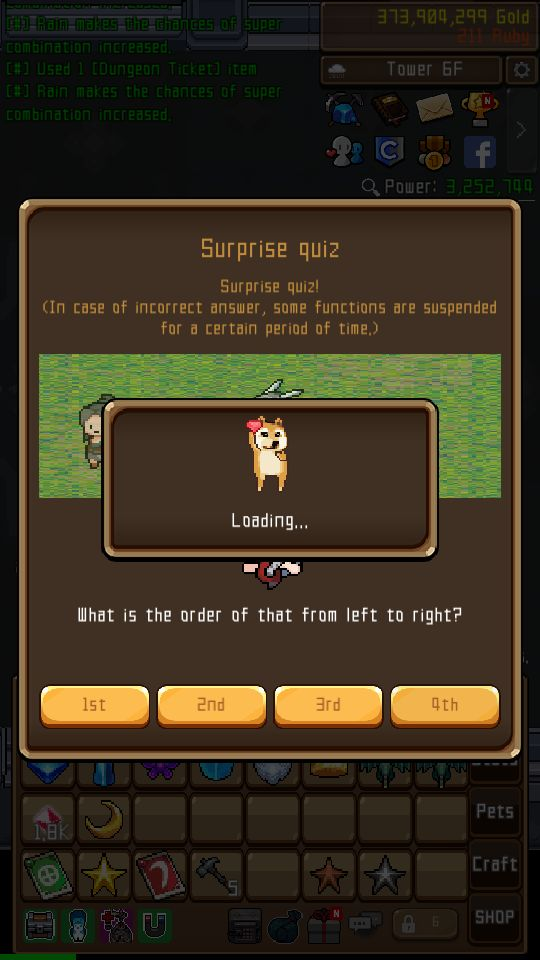 [#] Rain makes the chances of super
combination increased.
[#] Used 1 [Dungeon Ticket] item
[#] Rain makes the chances of super
combination increased.
373,904,299 Gold
211 Ruby
Tower 6F
N
Power: 3,252,744
Surprise quiz
Surprise quiz!
(In case of incorrect answer, some functions are suspended
for a certain period of time.)
Loading...
What is the order of that from left to right?
1st
2nd
3rd
4th
1.8K
Pets
5
Craft
N
6
SHOP